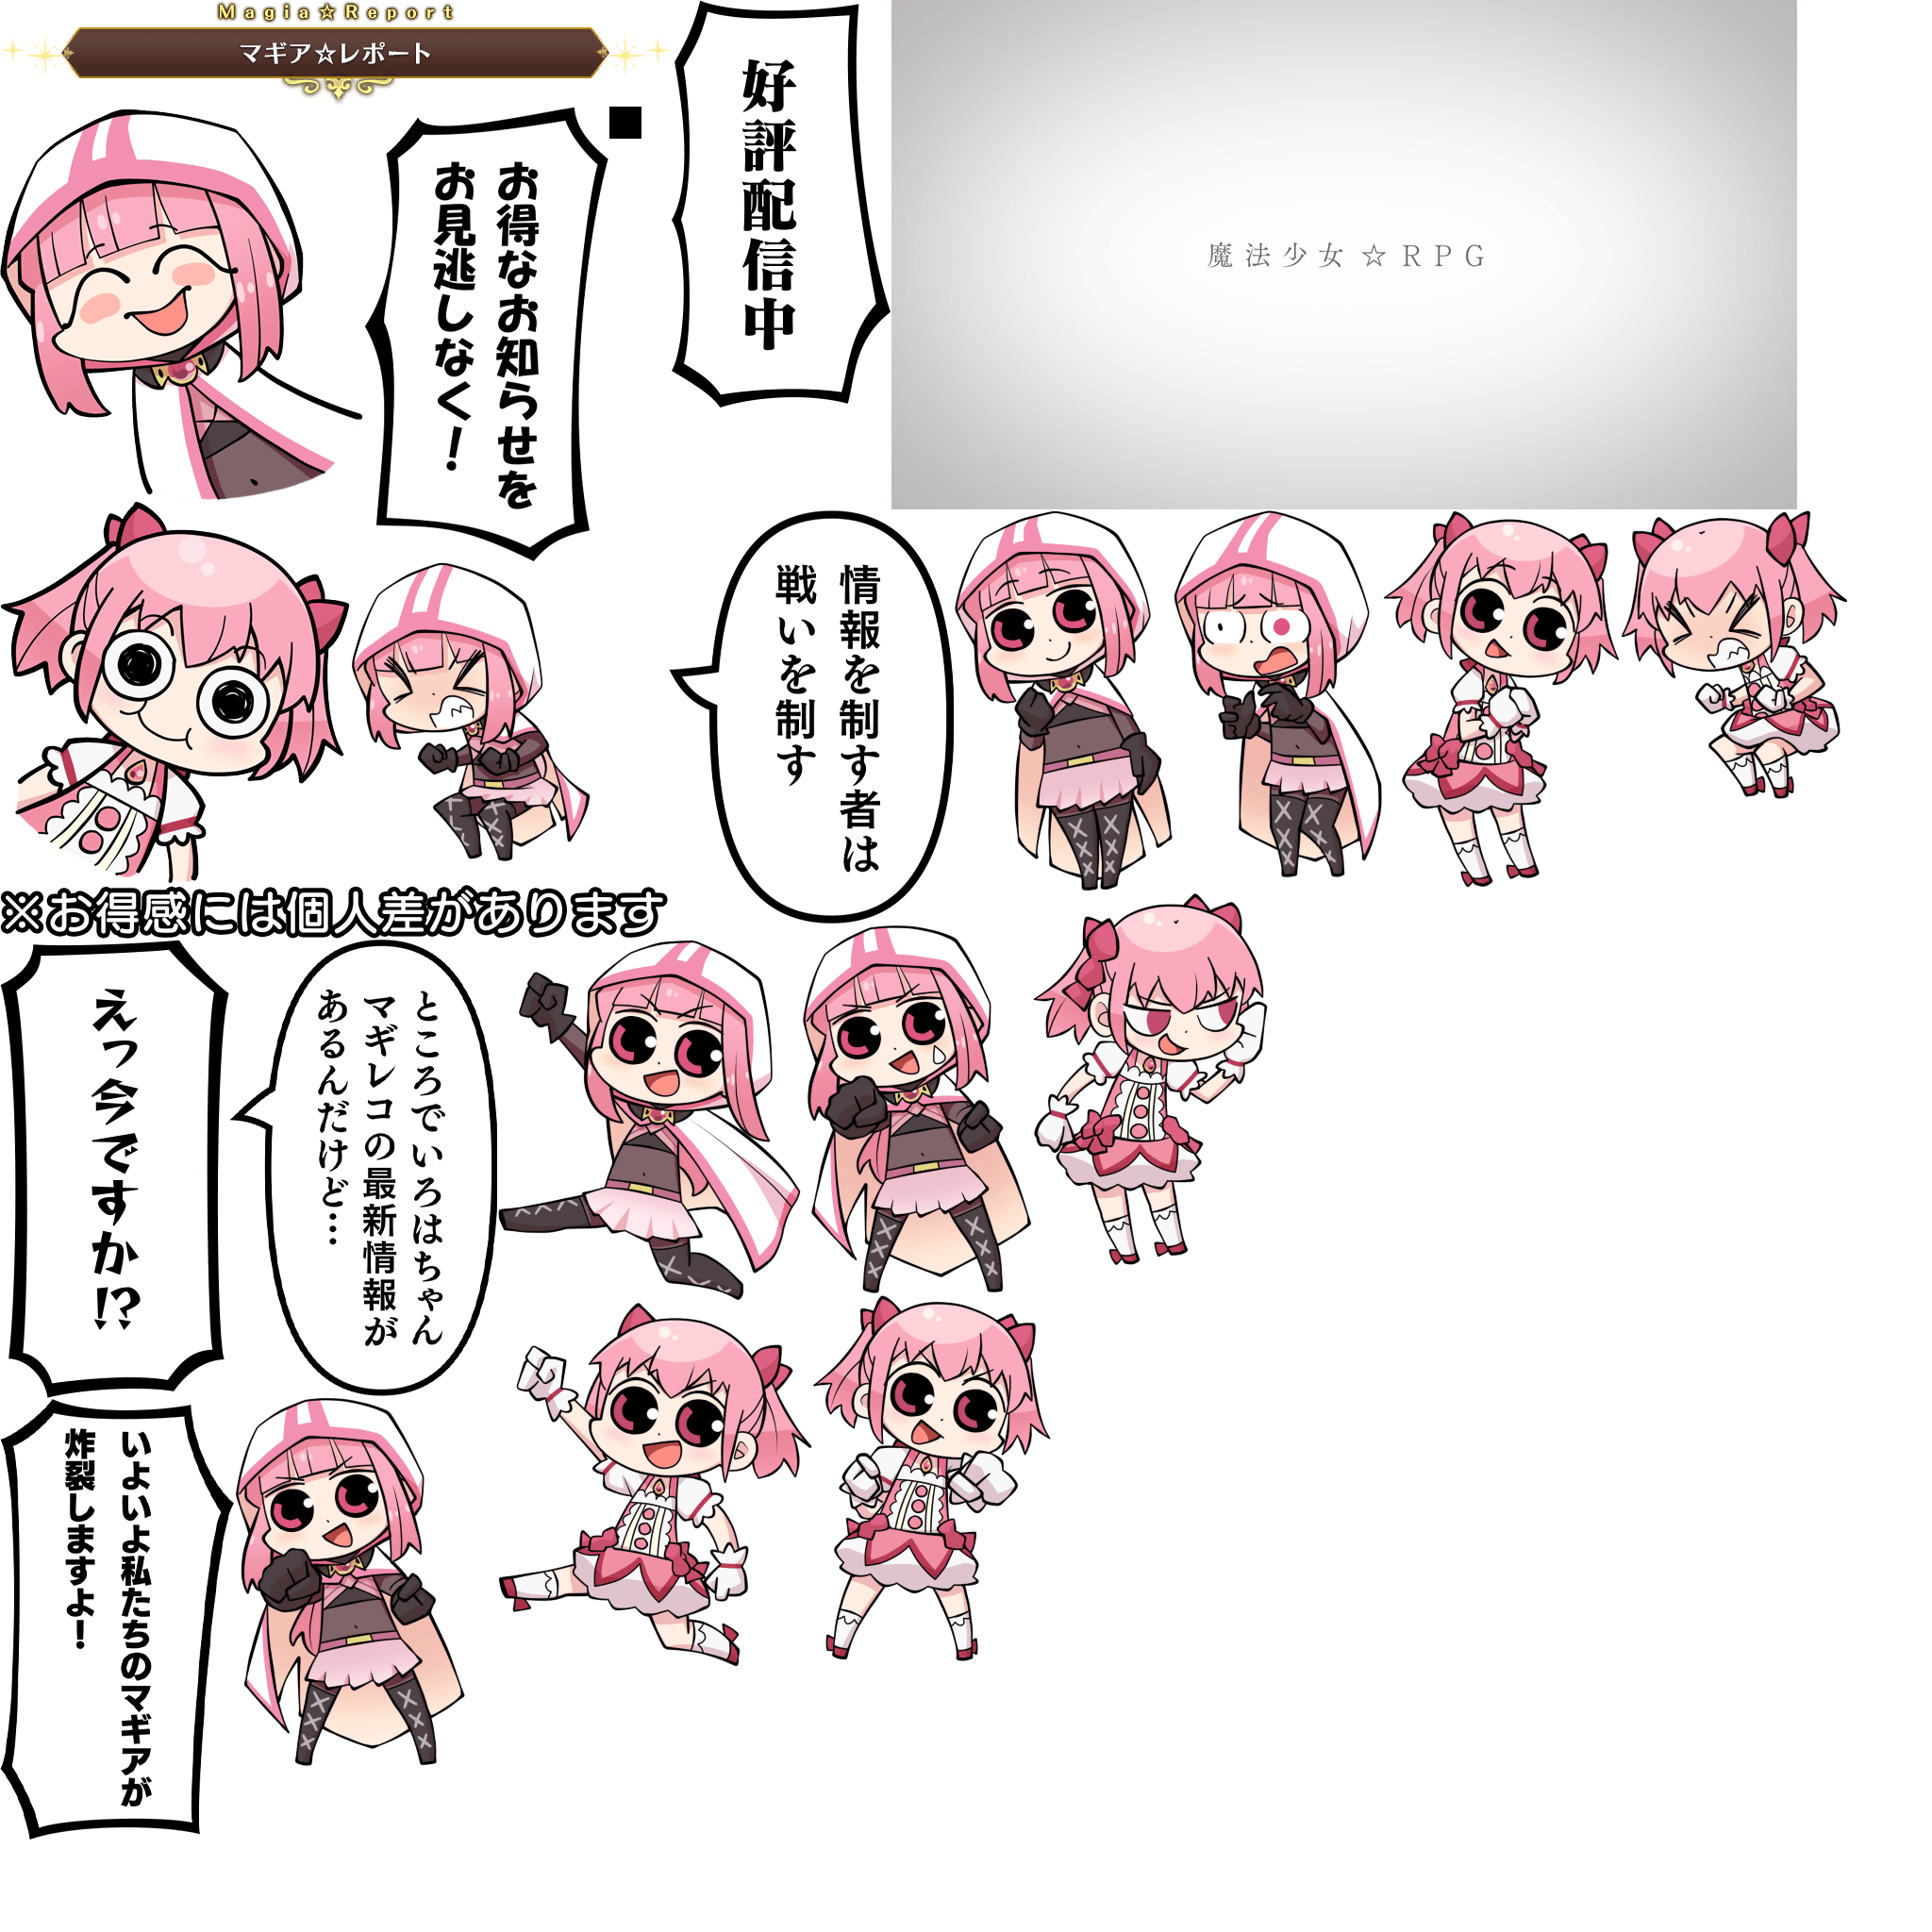 Magia☆Report
マギア☆レポート
お得なお知らせを
お見逃しなく！
好評配信中
魔法少女☆RPG
情報を制す者は
戦いを制す
※お得感には個人差があります
えっ今ですか!?
ところでいろはちゃん
マギレコの最新情報が
あるんだけど…
いよいよ私たちのマギアが
炸裂しますよ！